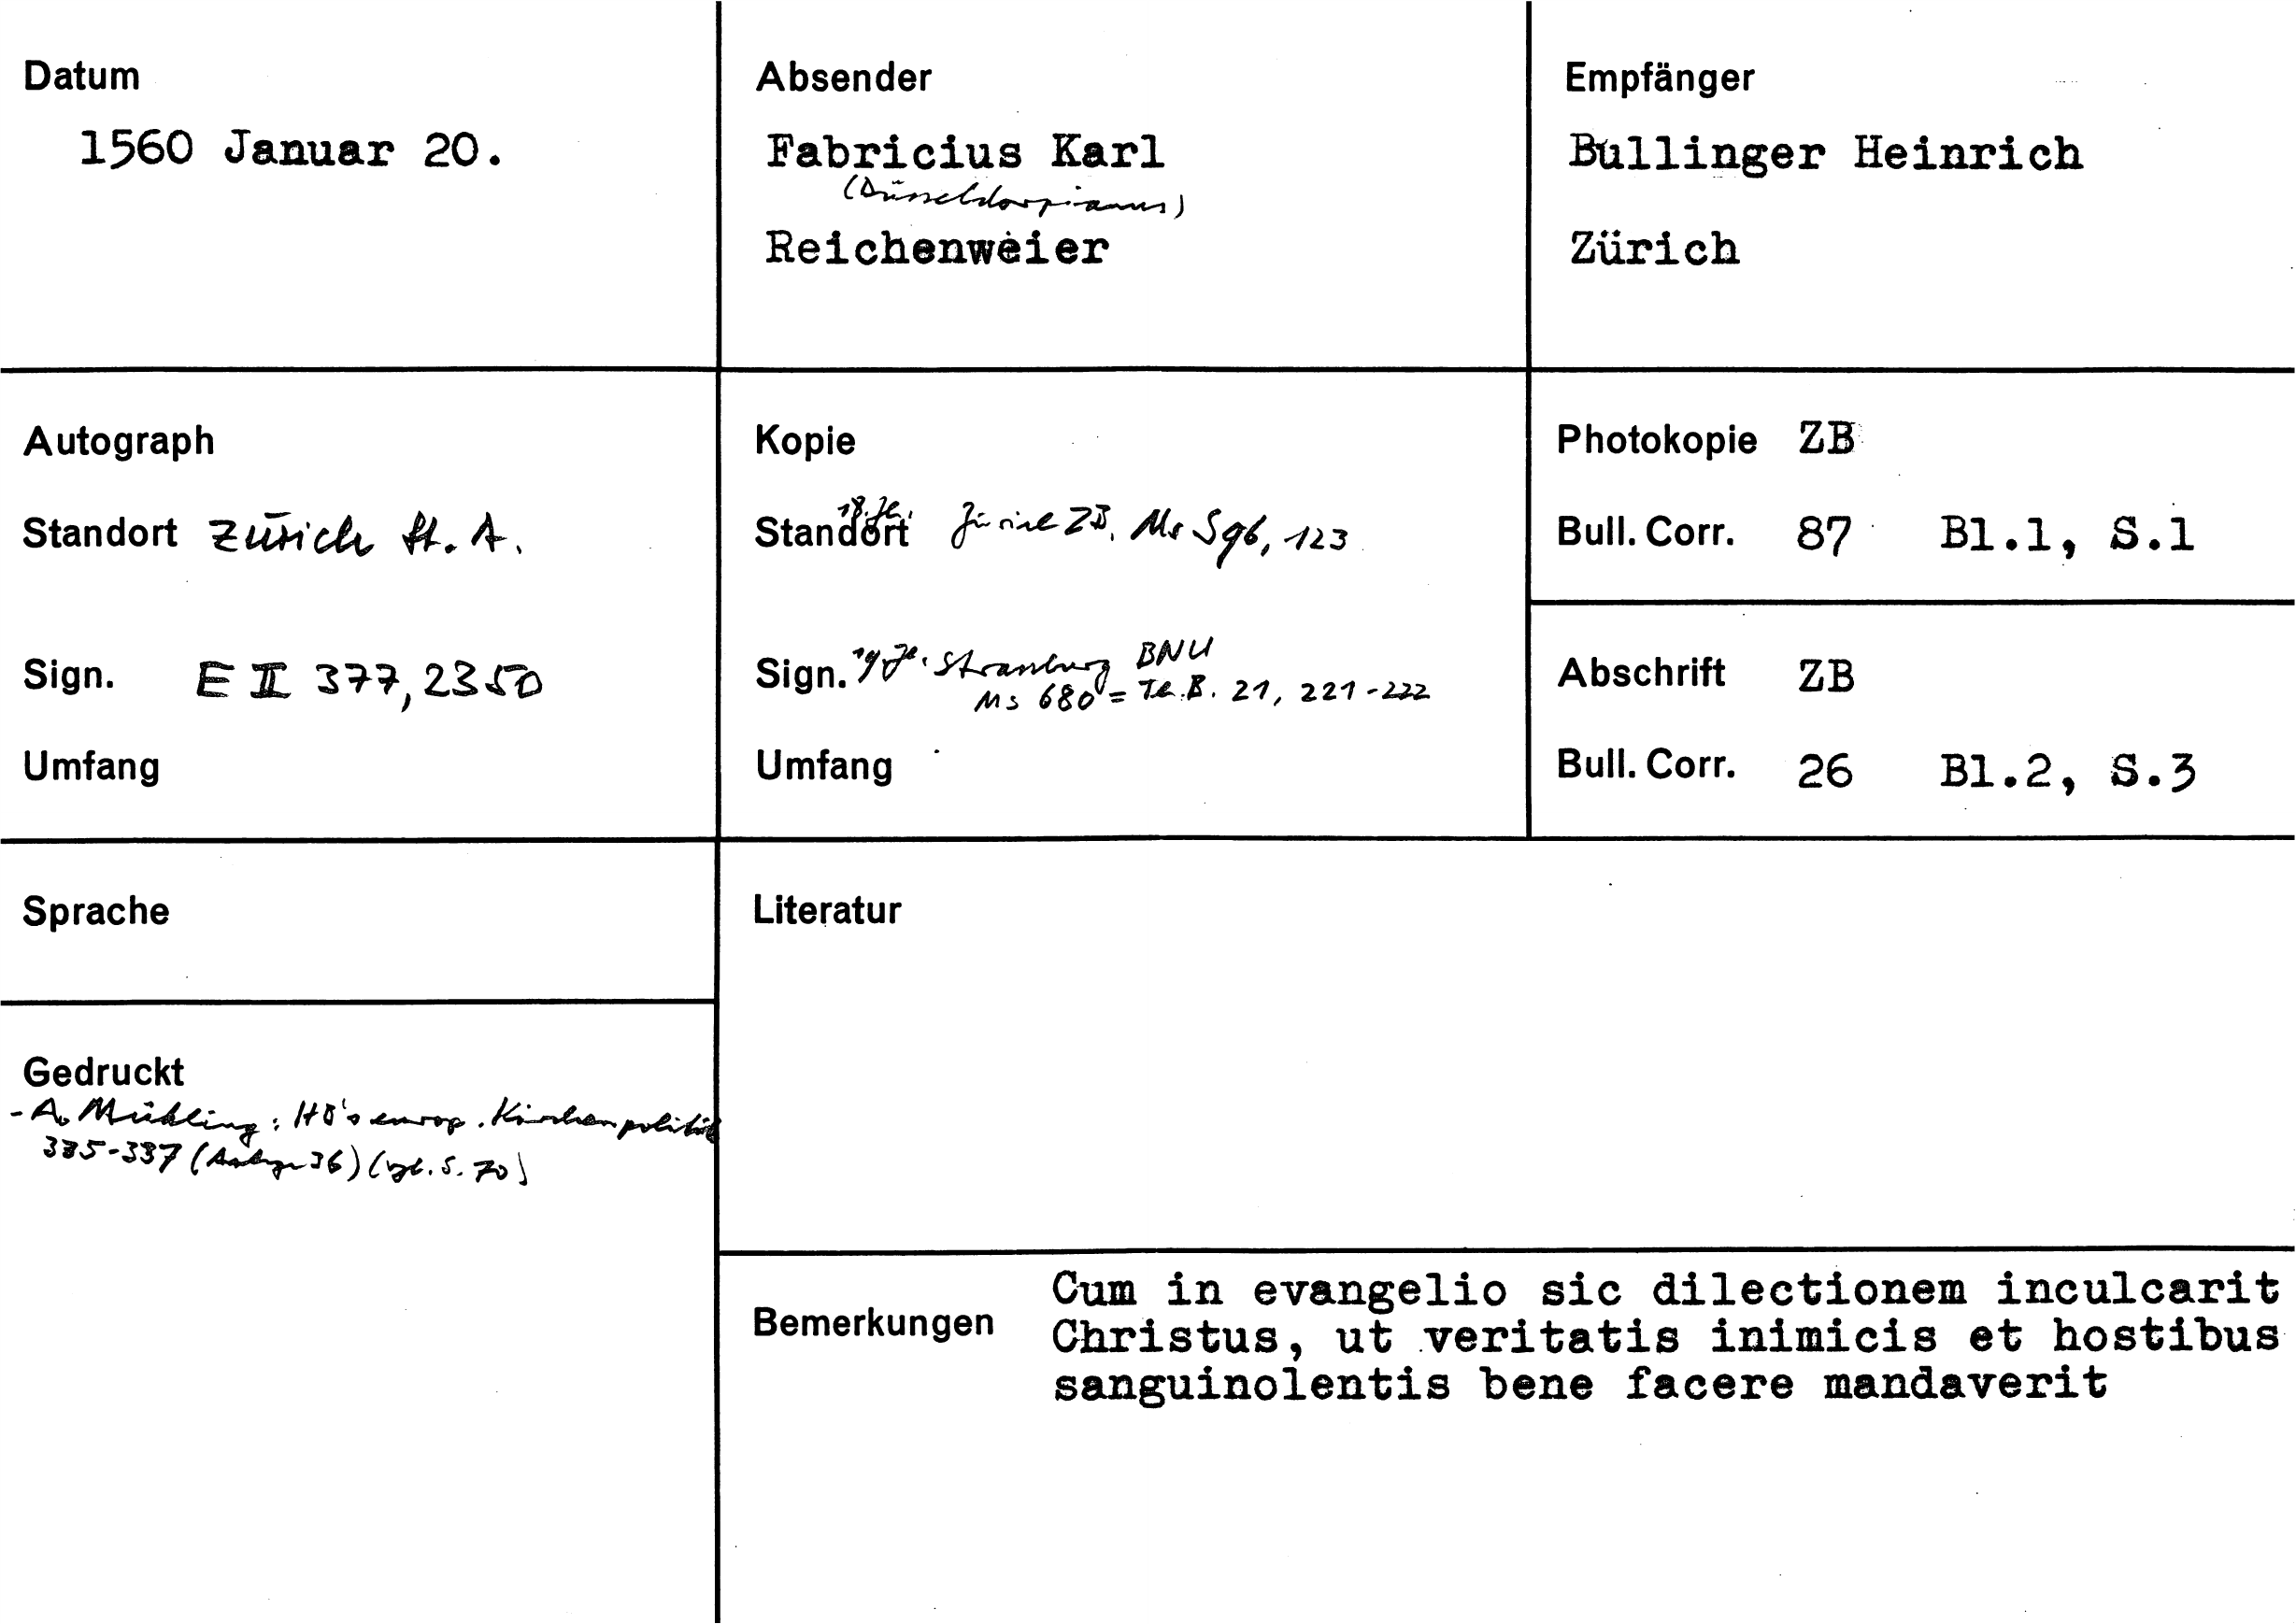 Datum
1560 Januar 20.
Absender
Fabricius Karl
(Düsseldorpianus)
Reichenweier
Empfänger
Bullinger Heinrich
Zürich
Autograph
Standort Zürich St. A.
Sign. E II 377, 2350
Umfang
Kopie
18. Jh.
Standort Zürich ZB, Ms S 96, 123
Sign. 19. Jh. Strassburg BNU
Ms 680 = Th. B. 21, 221-222
Umfang
Photokopie ZB
Bull. Corr. 87 Bl.1, S.1
Abschrift ZB
Bull. Corr. 26 Bl.2, S.3
Sprache
Gedruckt
- A. Mühling: HB's europ. Kirchenpolitik
335-337 (Anhang 36) (vgl. S. 70)
Literatur
Bemerkungen
Cum in evangelio sic dilectionem inculcarit
Christus, ut veritatis inimicis et hostibus
sanguinolentis bene facere mandaverit